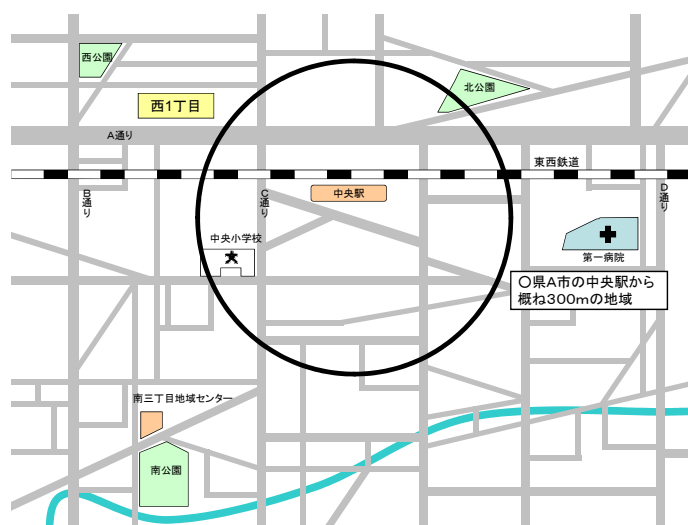 西公園
北公園
西1丁目
A通り
東西鉄道
B通り
C通り
中央駅
D通り
中央小学校
文
第一病院
〇県A市の中央駅から
概ね300mの地域
南三丁目地域センター
南公園